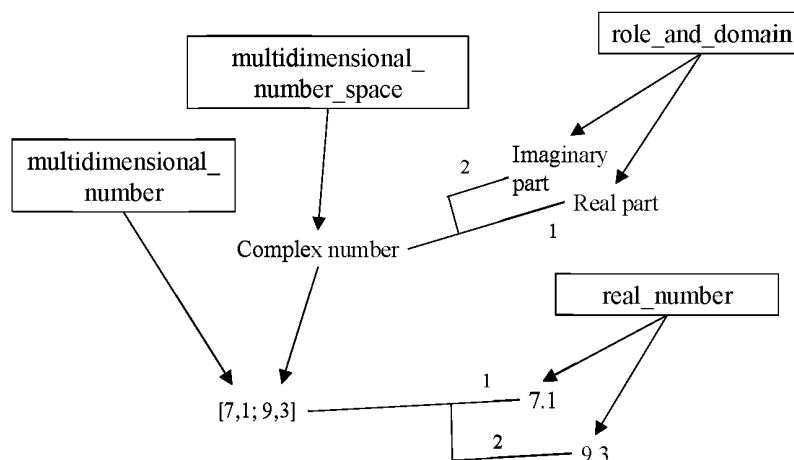 role_and_domain
multidimensional_
number_space
multidimensional_
number
2
Imaginary
part
Real part
1
Complex number
real_number
1
7.1
[7,1; 9,3]
2
9.3